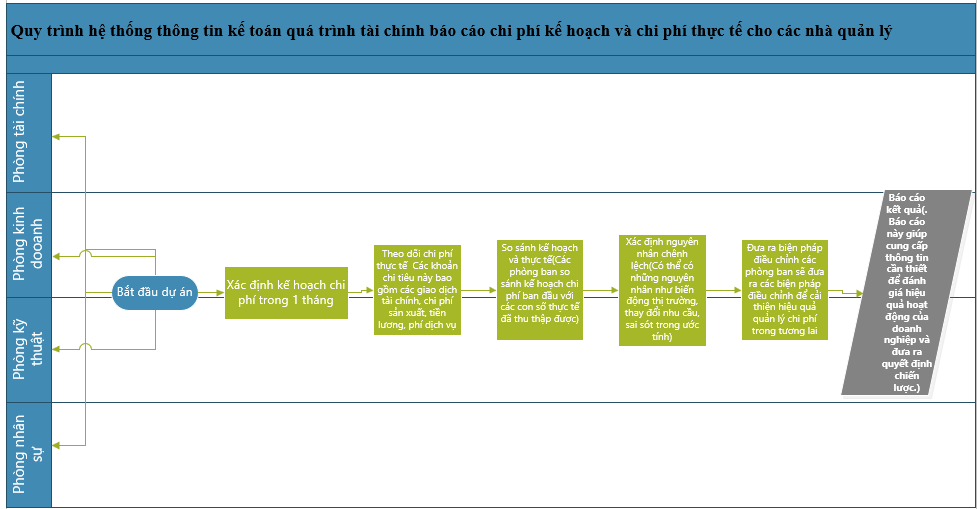 Quy trình hệ thống thông tin kế toán quá trình tài chính báo cáo chi phí kế hoạch và chi phí thực tế cho các nhà quản lý
Phòng tài chính
Phòng kinh
dooanh
Phòng kỹ
thuật
Phòng nhân
sự
Bắt đầu dự án
Xác định kế hoạch chi
phí trong 1 tháng
Theo dõi chi phí
thực tế Các khoản
chi tiêu này bao
gồm các giao dịch
tài chính, chi phí
sản xuất, tiền
lương, phí dịch vụ
So sánh kế hoạch
và thực tế(Các
phòng ban so
sánh kế hoạch chi
phí ban đầu với
các con số thực tế
đã thu thập được)
Xác định nguyên
nhân chênh
lệch(Có thể có
những nguyên
nhân như biến
động thị trường,
thay đổi nhu cầu,
sai sót trong ước
tính)
Đưa ra biện pháp
điều chỉnh các
phòng ban sẽ đưa
ra các biện pháp
điều chỉnh để cải
thiện hiệu quả
quản lý chi phí
trong tương lai
Báo cáo
kết quả(.
Báo cáo
này giúp
cung cấp
thông tin
cần thiết
để đánh
giá hiệu
quả hoạt
động của
doanh
nghiệp và
đưa ra
quyết định
chiến
lược.)